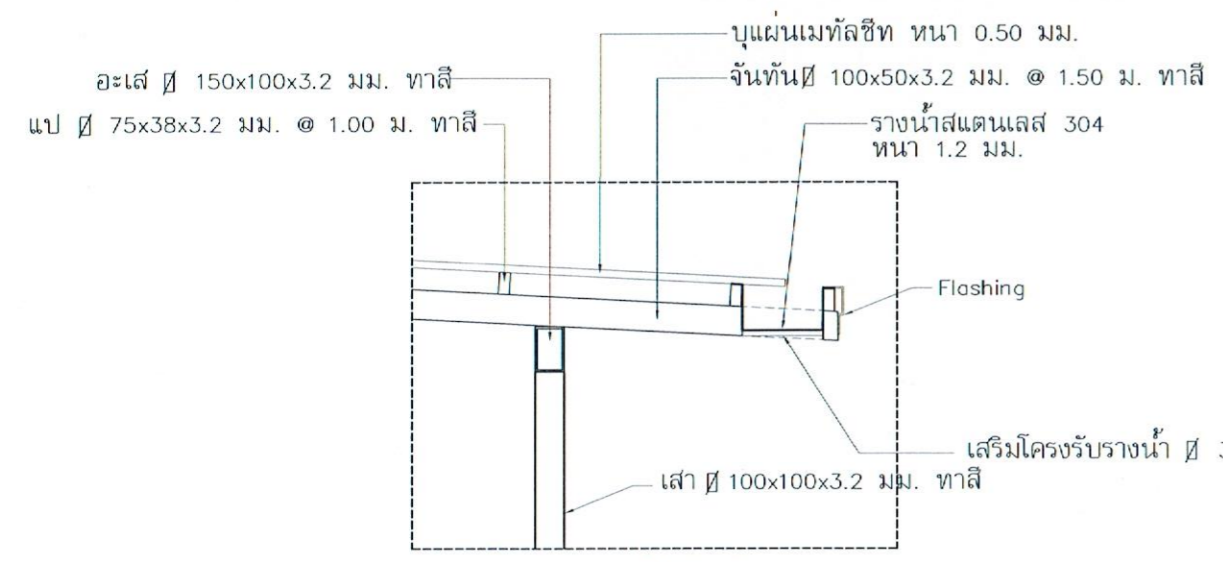 บุแผ่นเมทัลชีท หนา 0.50 มม.
อะเส ⌀ 150x100x3.2 มม. ทาสี
จันทัน⌀ 100x50x3.2 มม. @ 1.50 ม. ทาสี
แป ⌀ 75x38x3.2 มม. @ 1.00 ม. ทาสี
รางน้ำสแตนเลส 304
หนา 1.2 มม.
Flashing
เสริมโครงรับรางน้ำ ⌀
เสา ⌀ 100x100x3.2 มม. ทาสี